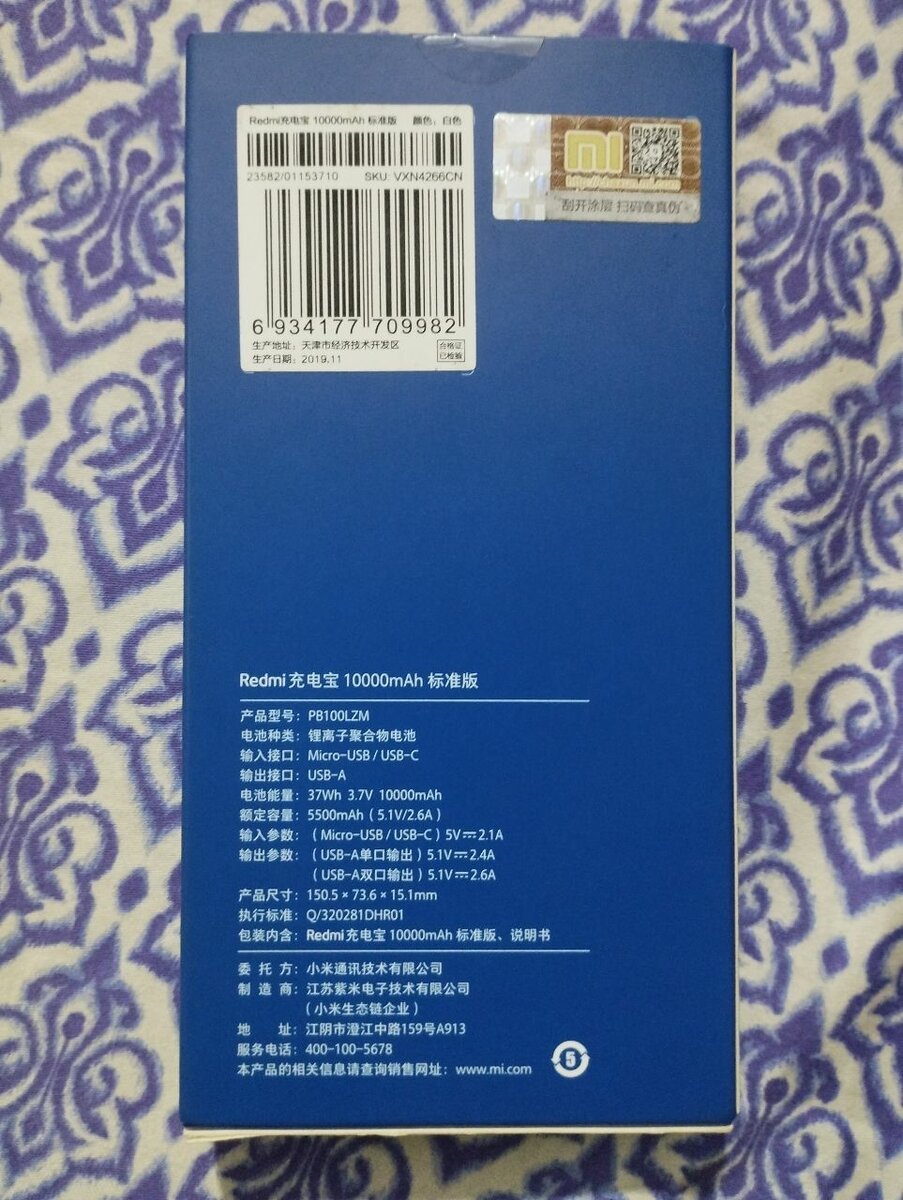 Redmi充电宝 10000mAh 标准版 颜色：白色
23582/01153710 SKU: VXN4266CN
6 934177 709982
生产地址：天津市经济技术开发区
生产日期：2019.11
合格证
已检验
mi
刮开涂层 扫码查真伪
Redmi充电宝 10000mAh 标准版
产品型号：PB100LZM
电池种类：锂离子聚合物电池
输入接口：Micro-USB / USB-C
输出接口：USB-A
电池能量：37Wh 3.7V 10000mAh
额定容量：5500mAh（5.1V/2.6A）
输入参数：（Micro-USB / USB-C）5V⎓2.1A
输出参数：（USB-A单口输出）5.1V⎓2.4A
（USB-A双口输出）5.1V⎓2.6A
产品尺寸：150.5 × 73.6 × 15.1mm
执行标准：Q/320281DHR01
包装内含：Redmi充电宝 10000mAh 标准版、说明书
委托方：小米通讯技术有限公司
制造商：江苏紫米电子技术有限公司
（小米生态链企业）
地址：江阴市澄江中路159号A913
服务电话：400-100-5678
本产品的相关信息请查询销售网址：www.mi.com
5